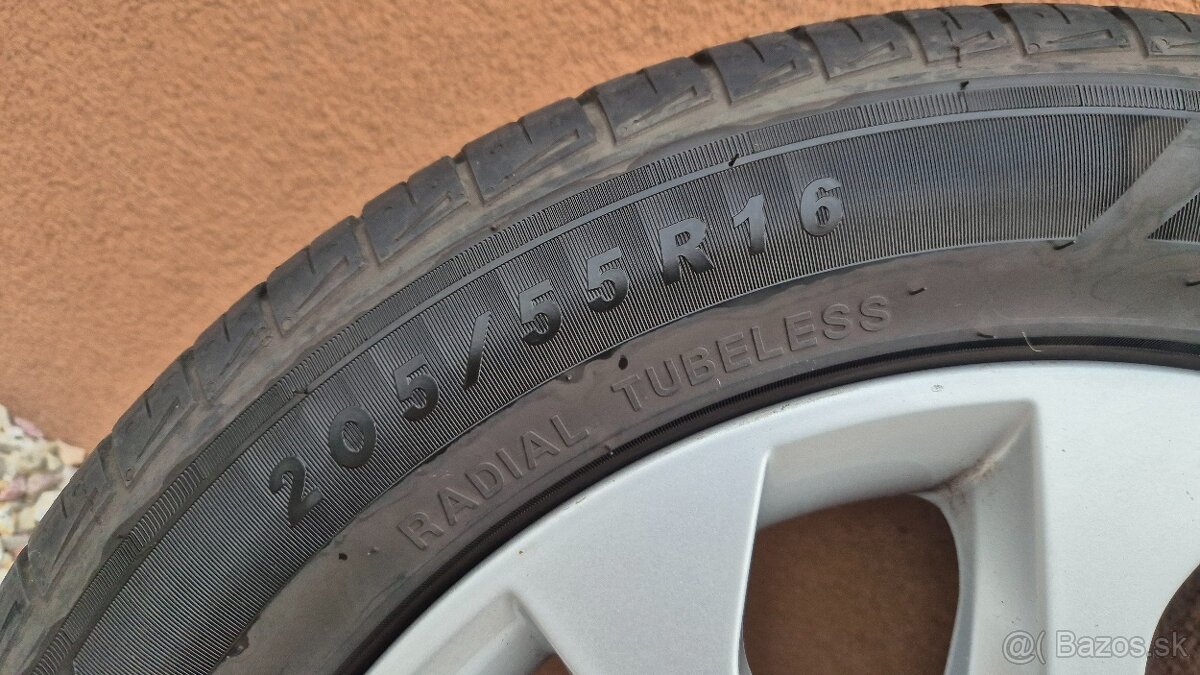 205/55R16
RADIAL TUBELESS
@( Bazos.sk